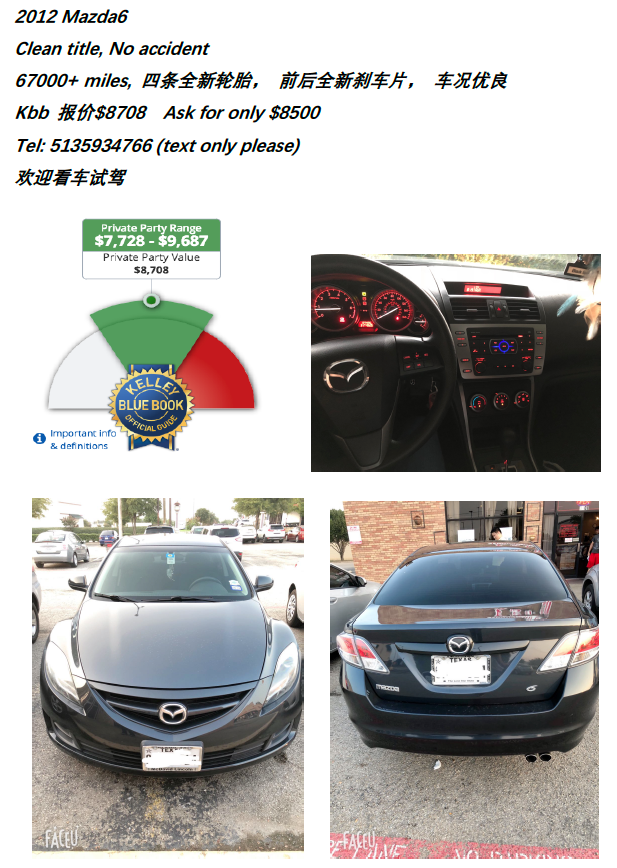 2012 Mazda6
Clean title, No accident
67000+ miles, 四条全新轮胎， 前后全新刹车片， 车况优良
Kbb 报价$8708 Ask for only $8500
Tel: 5135934766 (text only please)
欢迎看车试驾
Private Party Range
$7,728 - $9,687
Private Party Value
$8,708
KELLEY
BLUE BOOK
OFFICIAL GUIDE
Important info
& definitions
TEXAS
mazda
6
FACEU
FACEU